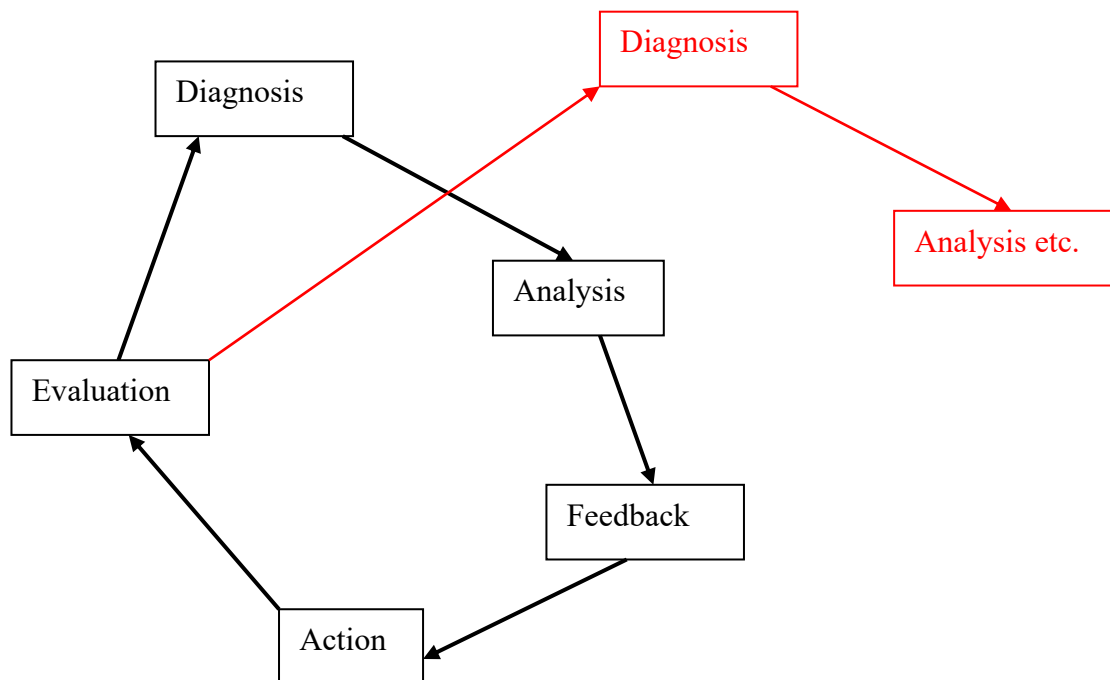 Diagnosis
Diagnosis
Analysis etc.
Analysis
Evaluation
Feedback
Action